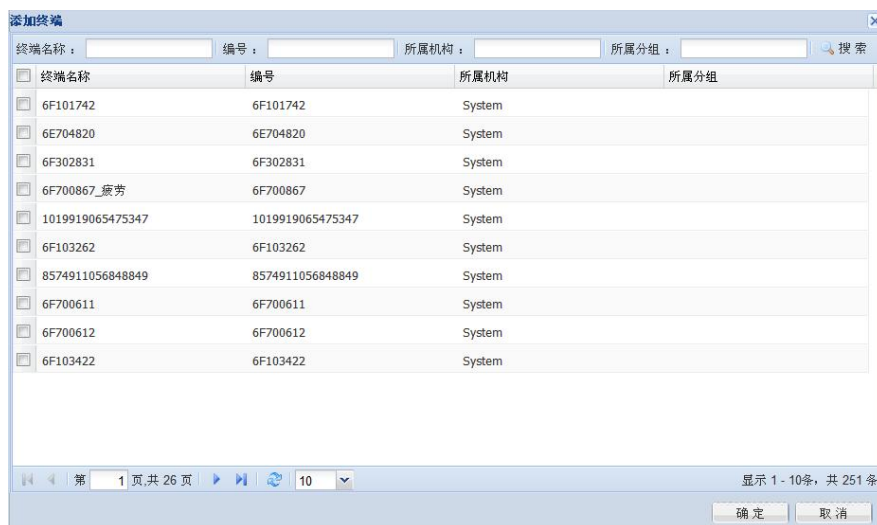 添加终端
终端名称： 编号： 所属机构： 所属分组： 搜索
终端名称 编号 所属机构 所属分组
6F101742 6F101742 System
6E704820 6E704820 System
6F302831 6F302831 System
6F700867_疲劳 6F700867 System
1019919065475347 1019919065475347 System
6F103262 6F103262 System
8574911056848849 8574911056848849 System
6F700611 6F700611 System
6F700612 6F700612 System
6F103422 6F103422 System
第 1 页,共 26 页 10 显示 1 - 10条，共 251 条
确定 取消